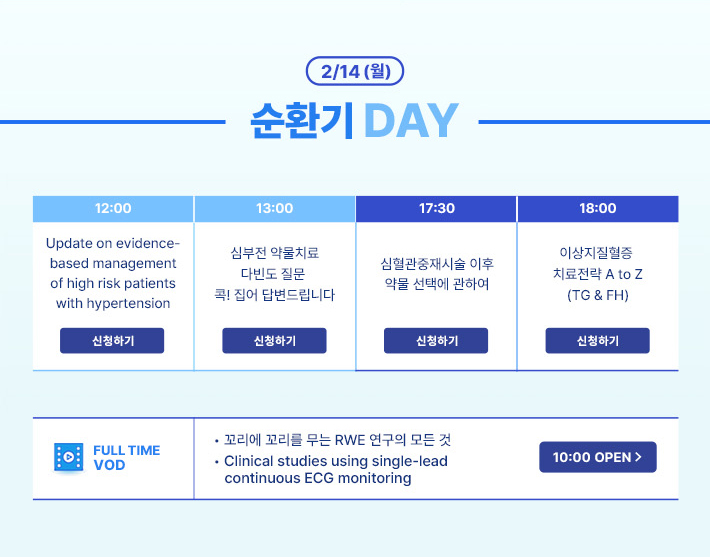 2/14 (월)
순환기 DAY
12:00
13:00
17:30
18:00
Update on evidence-
based management
of high risk patients
with hypertension
신청하기
심부전 약물치료
다빈도 질문
콕! 집어 답변드립니다
신청하기
심혈관중재시술 이후
약물 선택에 관하여
신청하기
이상지질혈증
치료전략 A to Z
(TG & FH)
신청하기
FULL TIME
VOD
• 꼬리에 꼬리를 무는 RWE 연구의 모든 것
• Clinical studies using single-lead
continuous ECG monitoring
10:00 OPEN >